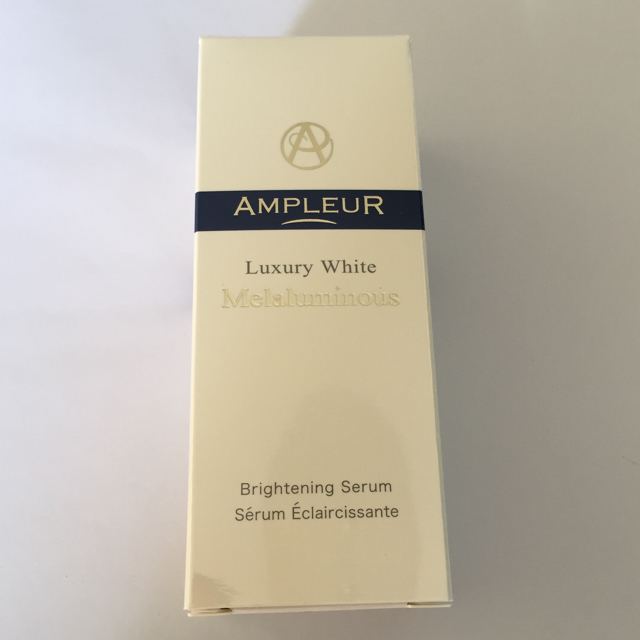 AMPLEUR
Luxury White
Melaluminous
Brightening Serum
Sérum Éclaircissante